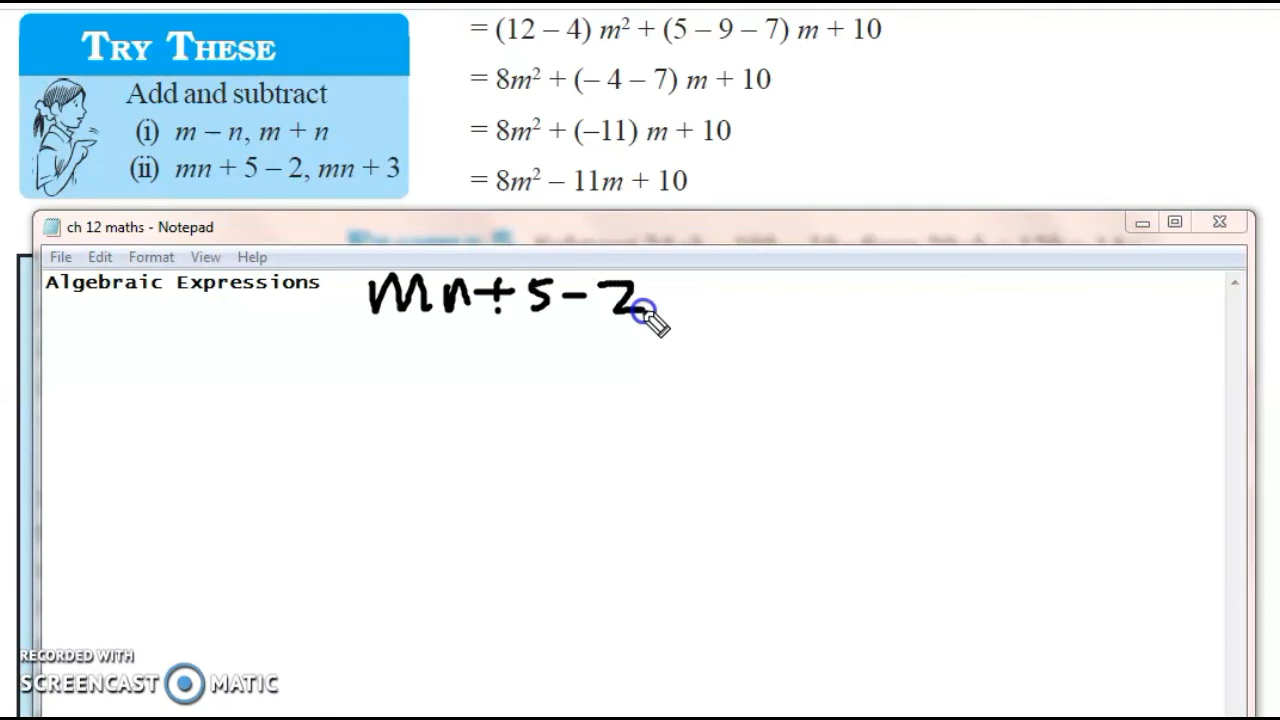 TRY THESE
Add and subtract
(i) m – n, m + n
(ii) mn + 5 – 2, mn + 3
= (12 – 4) m² + (5 – 9 – 7) m + 10
= 8m² + (– 4 – 7) m + 10
= 8m² + (–11) m + 10
= 8m² – 11m + 10
ch 12 maths - Notepad
File Edit Format View Help
Algebraic Expressions mn+5-2
RECORDED WITH
SCREENCAST MATIC